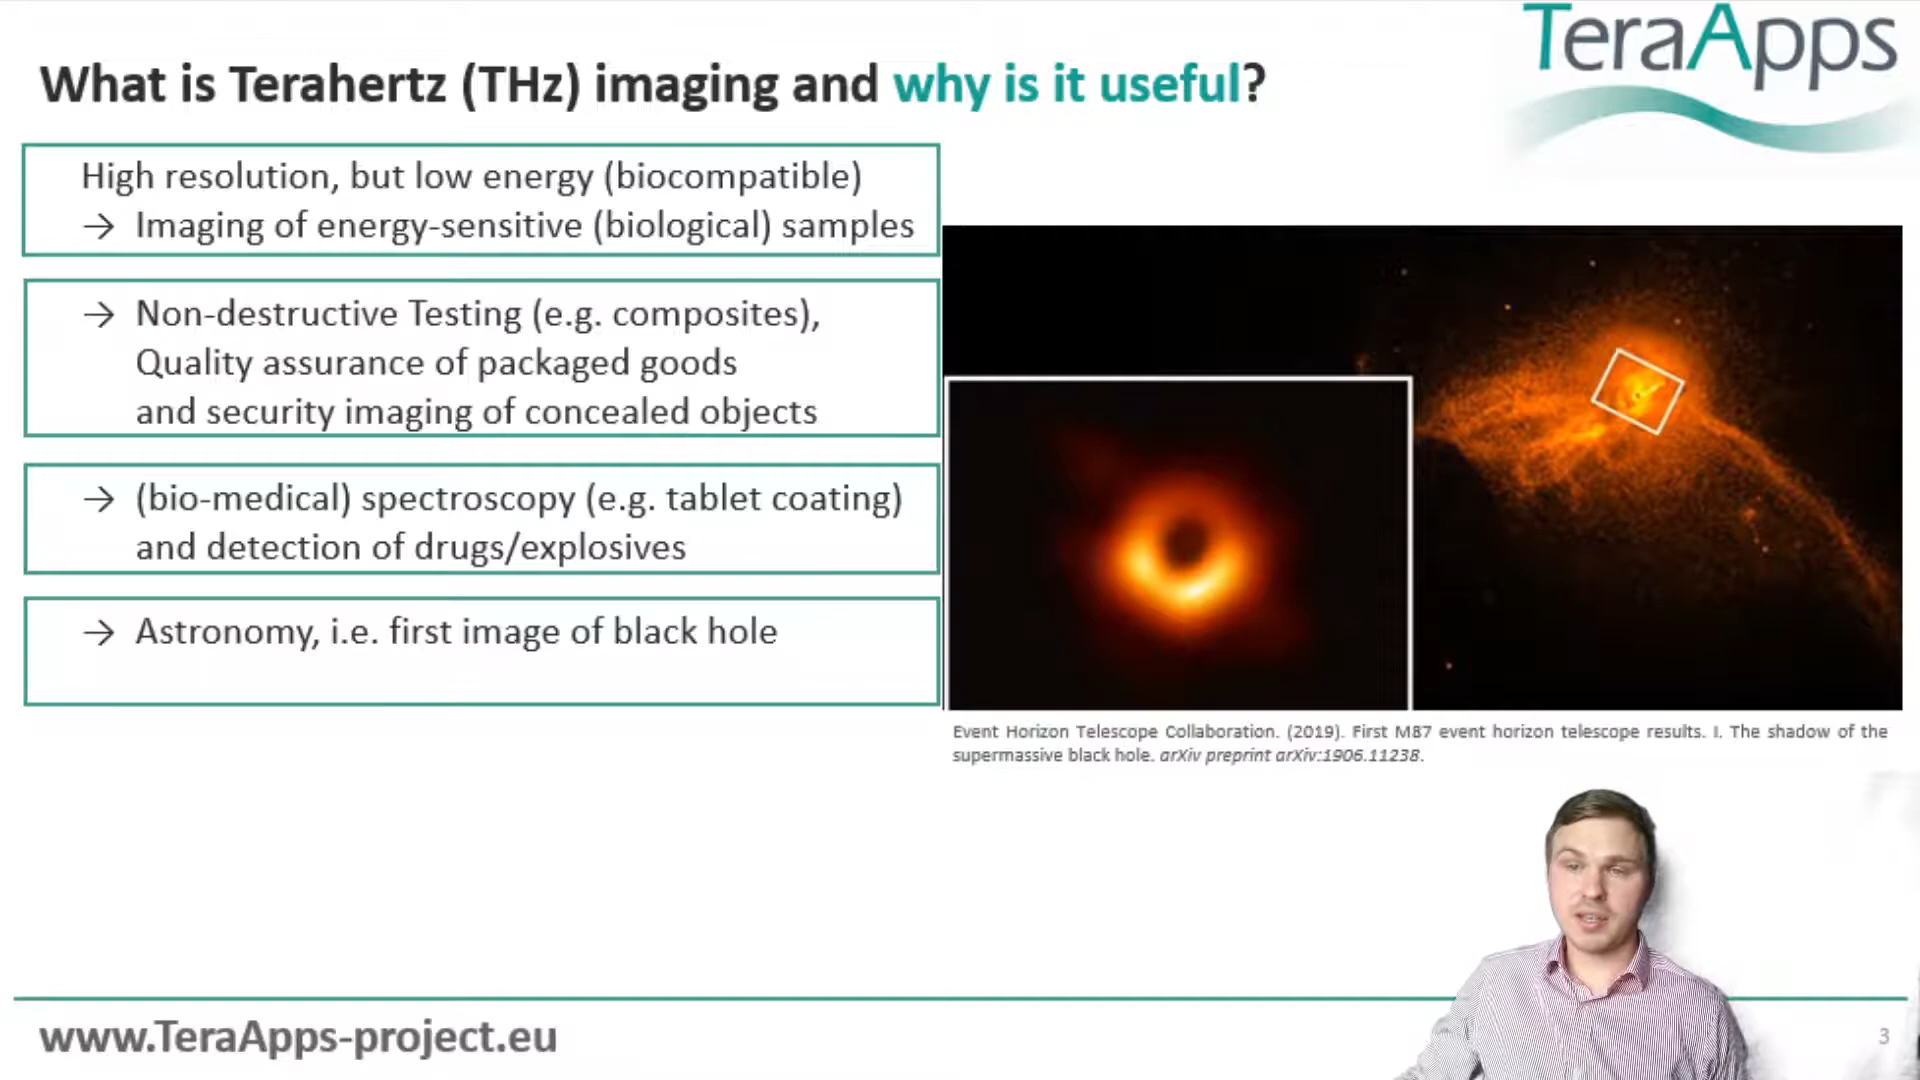 TeraApps
What is Terahertz (THz) imaging and why is it useful?
High resolution, but low energy (biocompatible)
→ Imaging of energy-sensitive (biological) samples
→ Non-destructive Testing (e.g. composites),
Quality assurance of packaged goods
and security imaging of concealed objects
→ (bio-medical) spectroscopy (e.g. tablet coating)
and detection of drugs/explosives
→ Astronomy, i.e. first image of black hole
Event Horizon Telescope Collaboration. (2019). First M87 event horizon telescope results. I. The shadow of the
supermassive black hole. arXiv preprint arXiv:1906.11238.
www.TeraApps-project.eu
3